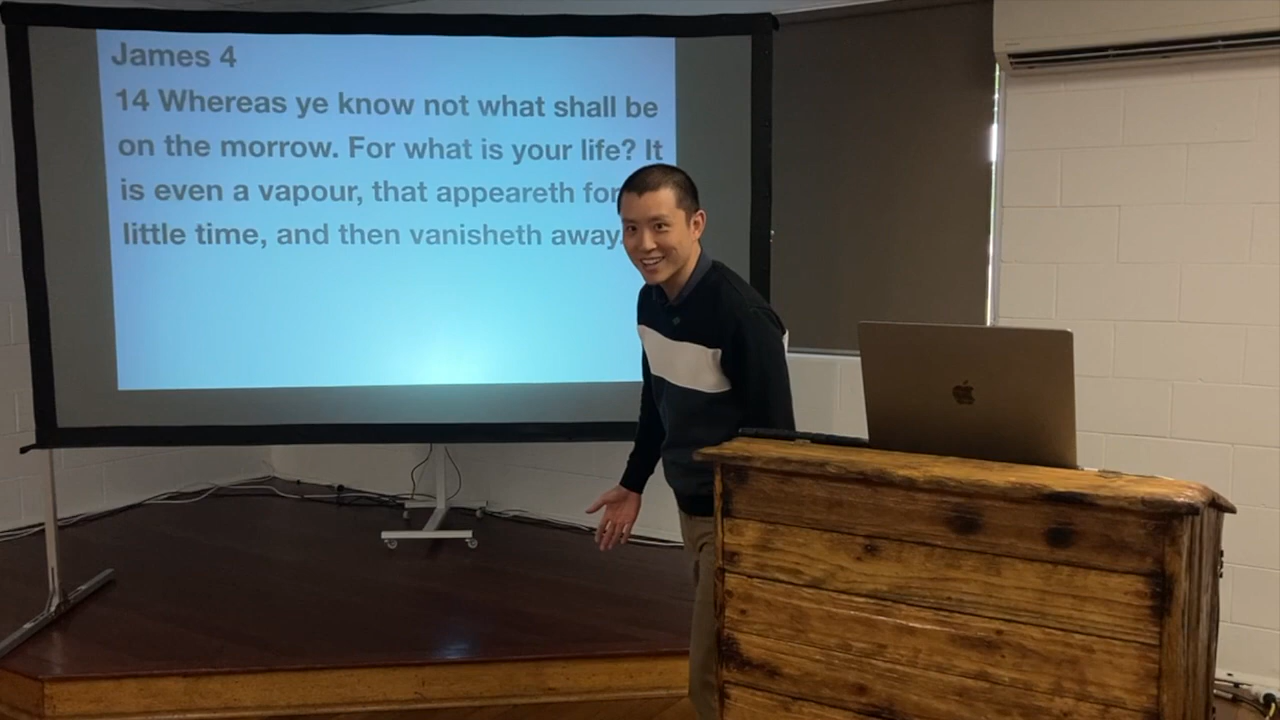 James 4
14 Whereas ye know not what shall be
on the morrow. For what is your life? It
is even a vapour, that appeareth for
little time, and then vanisheth away.